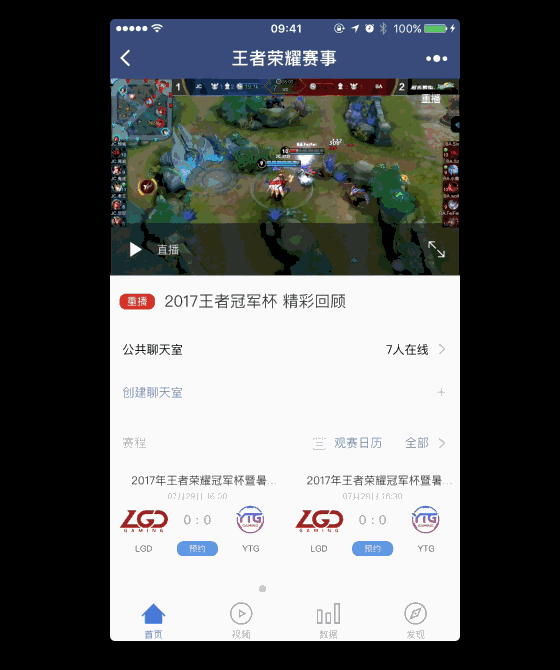 09:41
100%
王者荣耀赛事
1
JC
BA
2
重播
直播
重播 2017王者冠军杯 精彩回顾
公共聊天室 7人在线
创建聊天室 +
赛程 观赛日历 全部
2017年王者荣耀冠军杯暨暑... 2017年王者荣耀冠军杯暨暑...
07月29日 16:30 07月28日 16:30
LGD GAMING 0 : 0 YTG GAMING LGD GAMING 0 : 0 YTG GAMING
LGD 预约 YTG LGD 预约 YTG
首页 视频 数据 发现